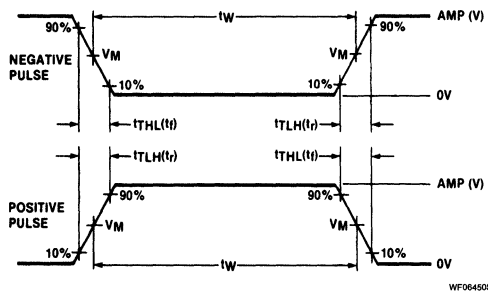 tW
AMP (V)
90%
90%
NEGATIVE
PULSE
VM
VM
10%
10%
0V
tTHL(tf)
tTLH(tr)
tTLH(tr)
tTHL(tf)
AMP (V)
90%
90%
POSITIVE
PULSE
VM
VM
10%
10%
0V
tW
WF06450S